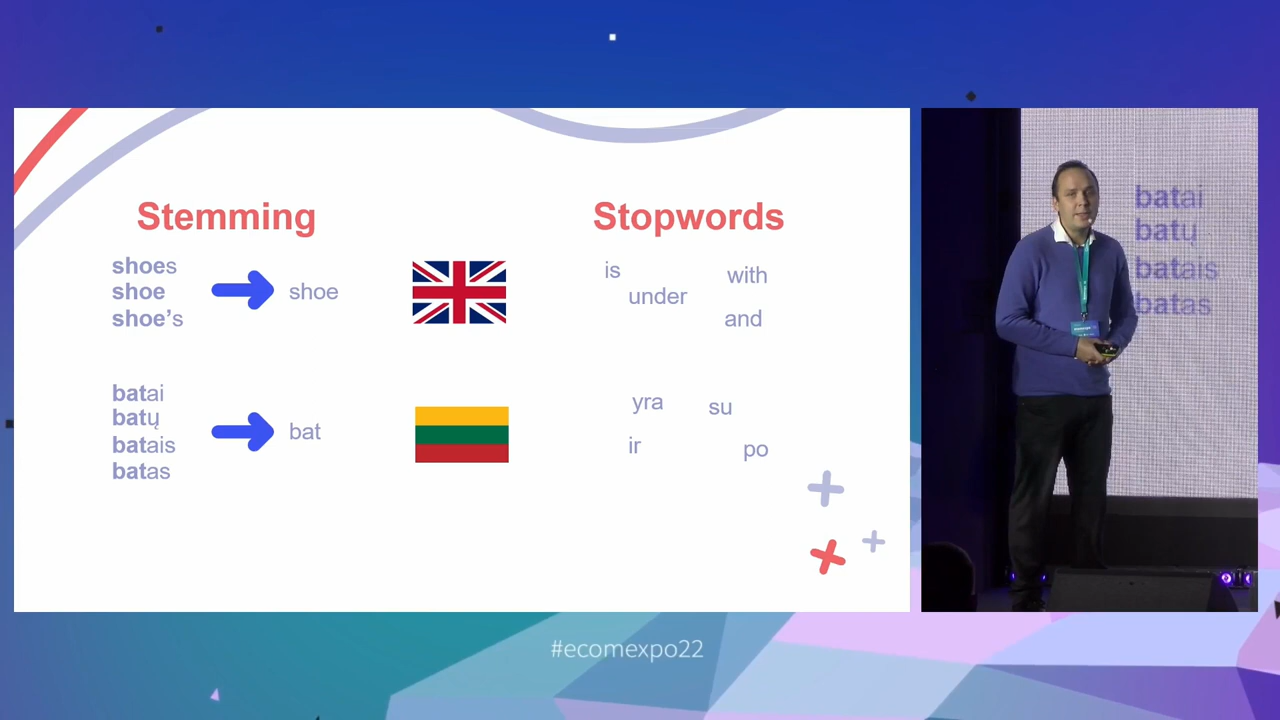 Stemming
shoes
shoe
shoe's
shoe
batai
batų
batais
batas
bat
Stopwords
is
with
under
and
yra
su
ir
po
batai
batų
batais
batas
#ecomexpo22